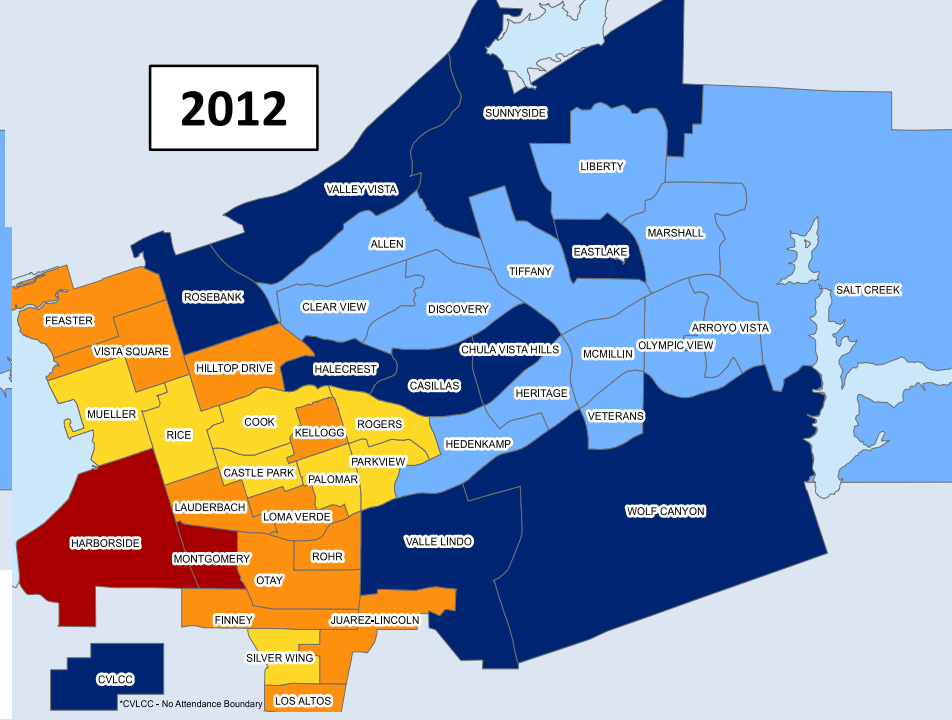 2012
SUNNYSIDE
LIBERTY
VALLEY VISTA
MARSHALL
ALLEN
EASTLAKE
TIFFANY
SALT CREEK
ROSEBANK
CLEAR VIEW
DISCOVERY
FEASTER
ARROYO VISTA
OLYMPIC VIEW
VISTA SQUARE
CHULA VISTA HILLS
MCMILLIN
HILLTOP DRIVE
HALECREST
CASILLAS
HERITAGE
MUELLER
VETERANS
COOK
ROGERS
RICE
KELLOGG
HEDENKAMP
PARKVIEW
CASTLE PARK
PALOMAR
LAUDERBACH
WOLF CANYON
LOMA VERDE
HARBORSIDE
VALLE LINDO
MONTGOMERY
ROHR
OTAY
FINNEY
JUAREZ-LINCOLN
SILVER WING
CVLCC
LOS ALTOS
*CVLCC - No Attendance Boundary